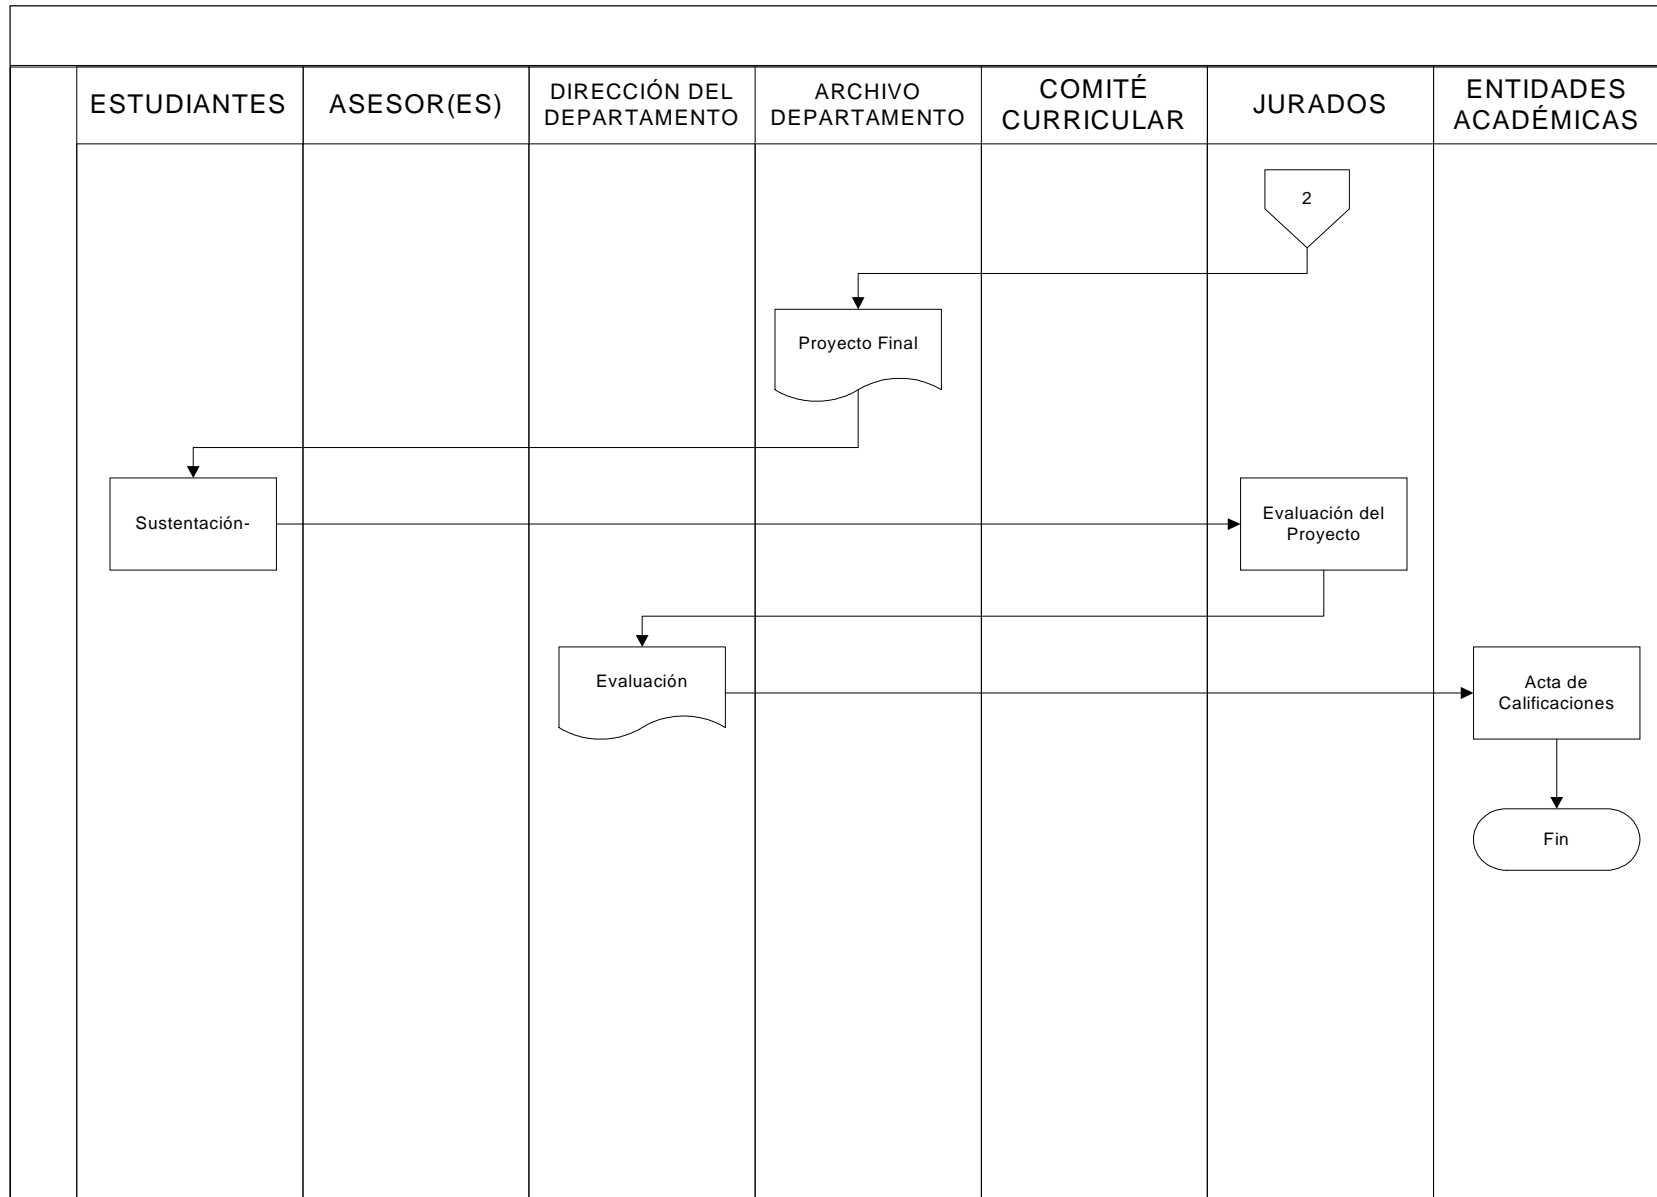 ESTUDIANTES
ASESOR(ES)
DIRECCIÓN DEL
DEPARTAMENTO
ARCHIVO
DEPARTAMENTO
COMITÉ
CURRICULAR
JURADOS
ENTIDADES
ACADÉMICAS
2
Proyecto Final
Sustentación-
Evaluación del
Proyecto
Evaluación
Acta de
Calificaciones
Fin